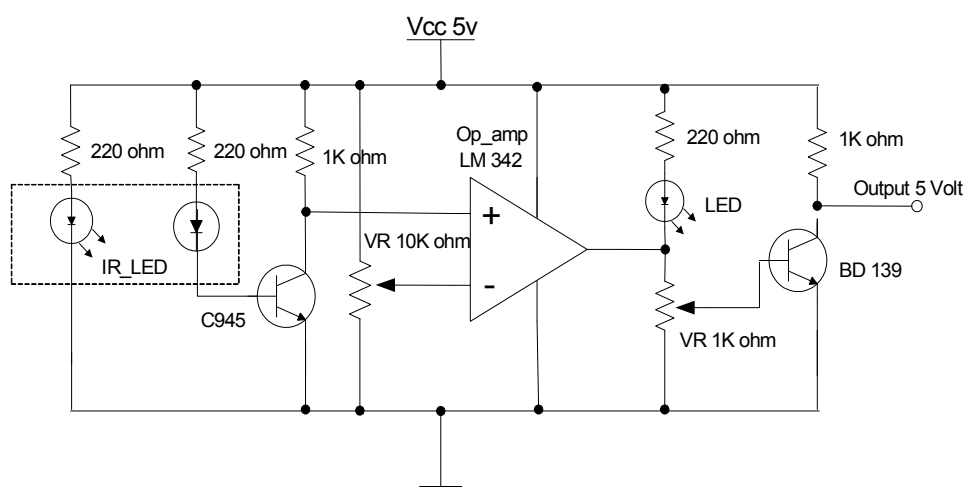 Vcc 5v
220 ohm
220 ohm
1K ohm
Op_amp
LM 342
220 ohm
1K ohm
Output 5 Volt
IR_LED
C945
VR 10K ohm
+
-
LED
BD 139
VR 1K ohm